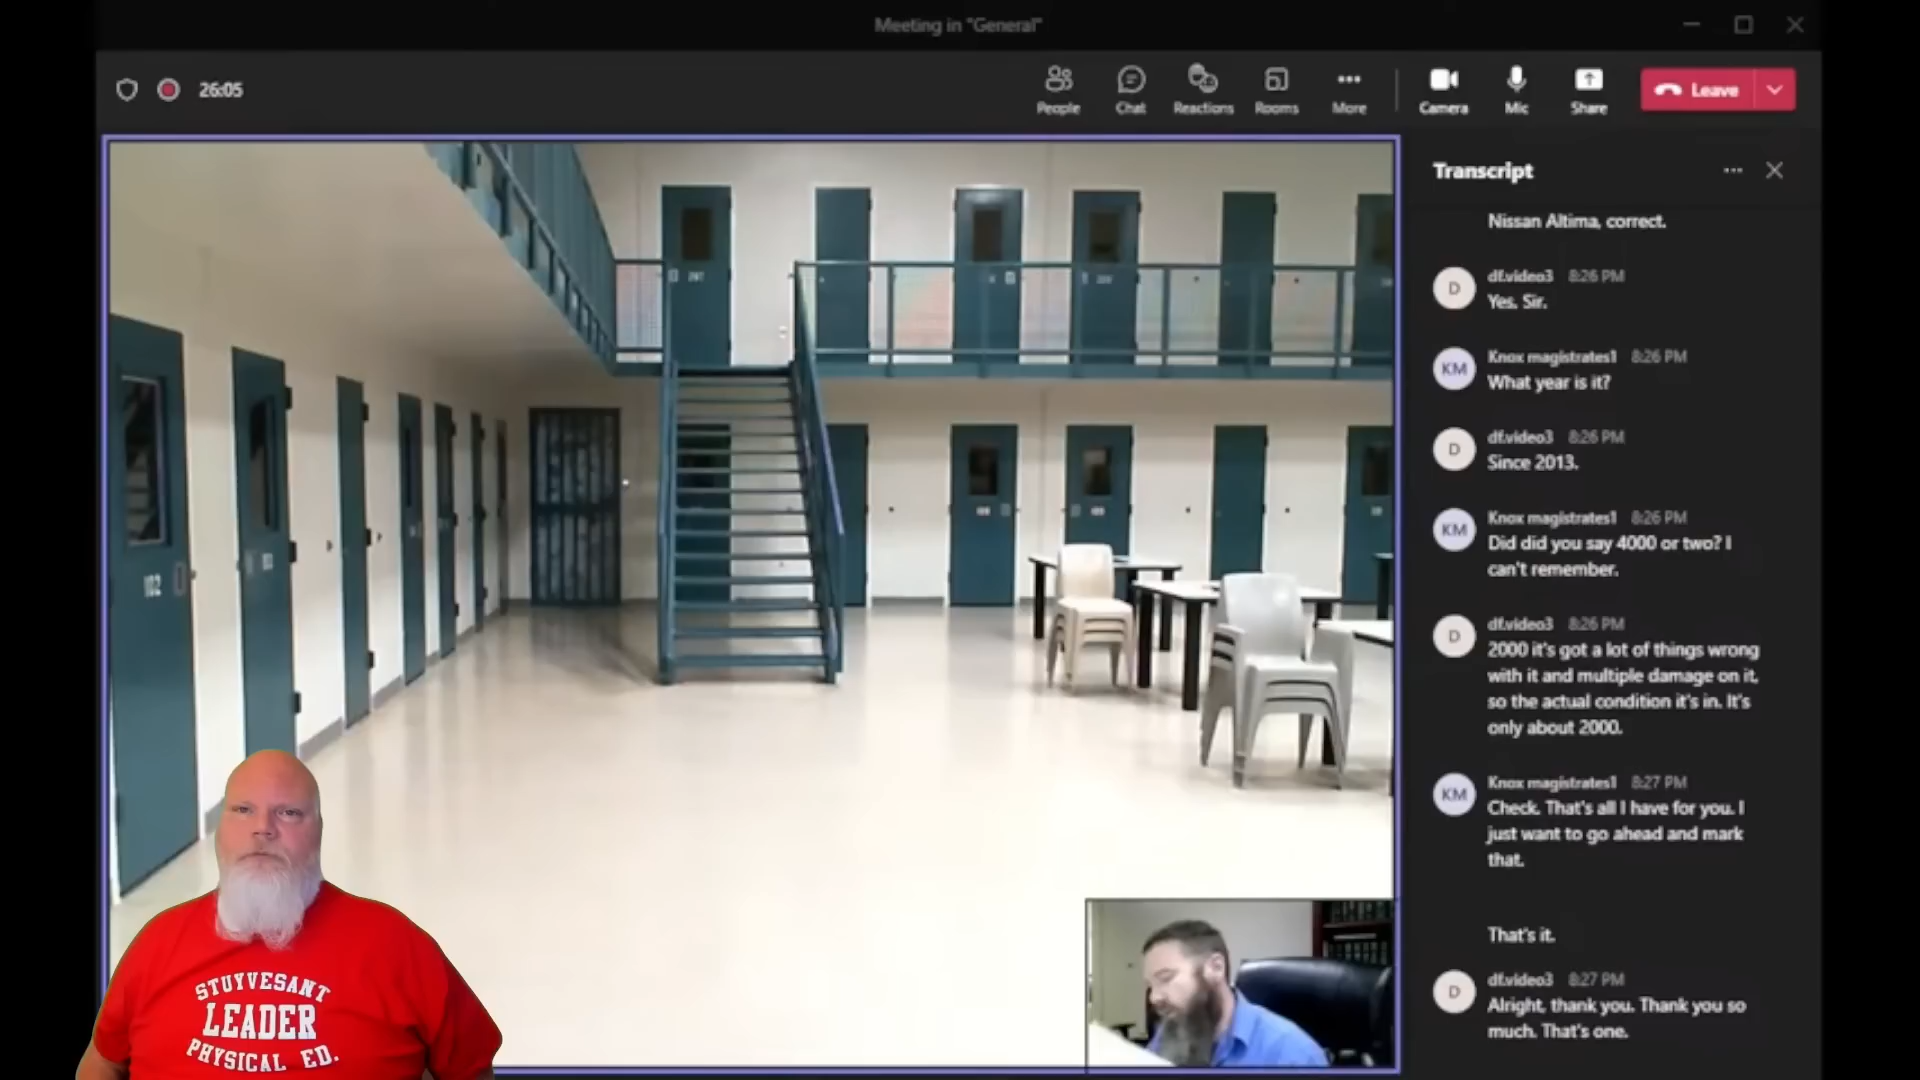 Meeting in "General"
26:05
People
Chat
Reactions
Rooms
More
Camera
Mic
Share
Leave
Transcript
Nissan Altima, correct.
D
df.video3 8:26 PM
Yes. Sir.
KM
Knox magistrates1 8:26 PM
What year is it?
D
df.video3 8:26 PM
Since 2013.
KM
Knox magistrates1 8:26 PM
Did did you say 4000 or two? I
can't remember.
D
df.video3 8:26 PM
2000 it's got a lot of things wrong
with it and multiple damage on it,
so the actual condition it's in. It's
only about 2000.
KM
Knox magistrates1 8:27 PM
Check. That's all I have for you. I
just want to go ahead and mark
that.
That's it.
D
df.video3 8:27 PM
Alright, thank you. Thank you so
much. That's one.
102
STUYVESANT
LEADER
PHYSICAL ED.